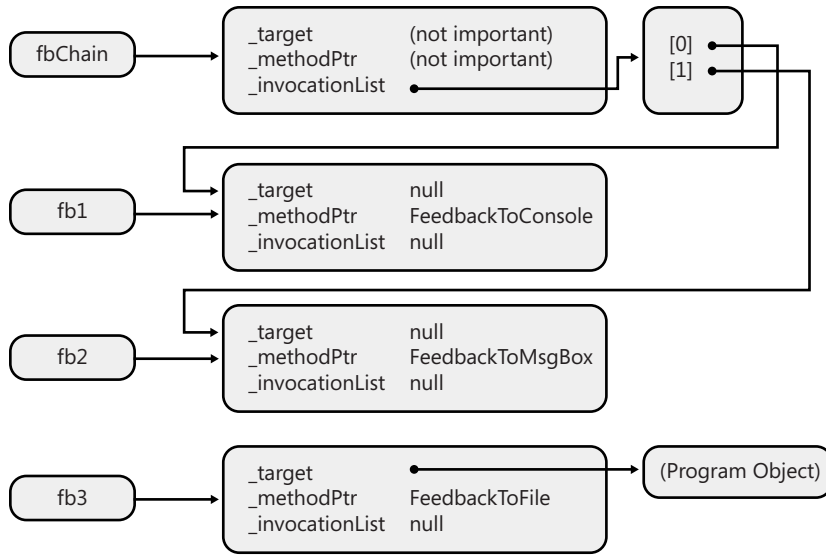 fbChain
_target (not important)
_methodPtr (not important)
_invocationList
[0]
[1]
fb1
_target null
_methodPtr FeedbackToConsole
_invocationList null
fb2
_target null
_methodPtr FeedbackToMsgBox
_invocationList null
fb3
_target
_methodPtr FeedbackToFile
_invocationList null
(Program Object)